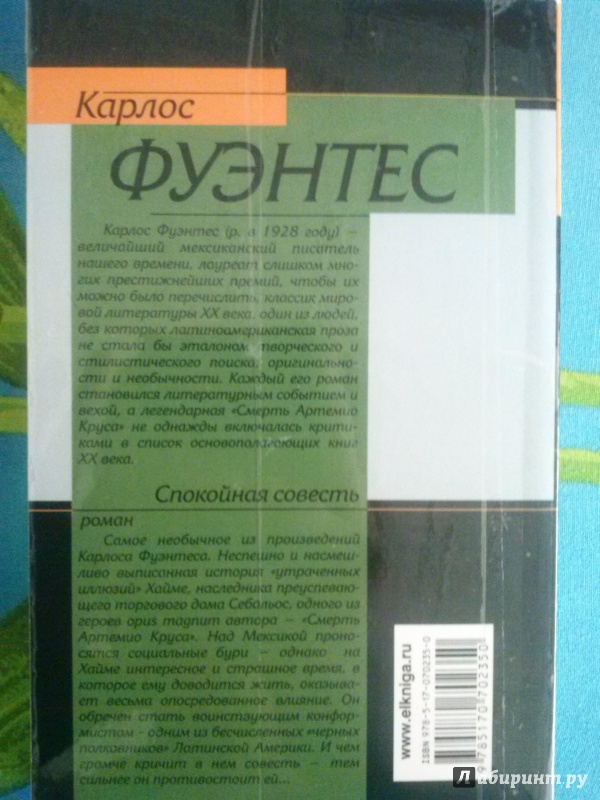 Карлос
ФУЭНТЕС
Карлос Фуэнтес (р. в 1928 году) –
величайший мексиканский писатель
нашего времени, лауреат слишком мно-
гих престижнейших премий, чтобы их
можно было перечислить, классик миро-
вой литературы XX века, один из людей,
без которых латиноамериканская проза
не стала бы эталоном творческого и
стилистического поиска, оригинально-
сти и необычности. Каждый его роман
становился литературным событием и
вехой, а легендарная «Смерть Артемио
Круса» не однажды включалась крити-
ками в список основополагающих книг
XX века.
Спокойная совесть
роман
Самое необычное из произведений
Карлоса Фуэнтеса. Неспешно и насмеш-
ливо выписанная история «утраченных
иллюзий» Хайме, наследника преуспеваю-
щего торгового дома Себальос, одного из
героев opus magnum автора – «Смерть
Артемио Круса». Над Мексикой проно-
сятся социальные бури – однако на
Хайме интересное и страшное время, в
которое ему доводится жить, оказыва-
ет весьма опосредованное влияние. Он
обречен стать воинствующим конфор-
мистом – одним из бесчисленных «черных
полковников» Латинской Америки. И чем
громче кричит в нем совесть – тем
сильнее он противостоит ей...
www.elkniga.ru
ISBN 978-5-17-070235-0
9 785170 702350
Лабиринт.ру